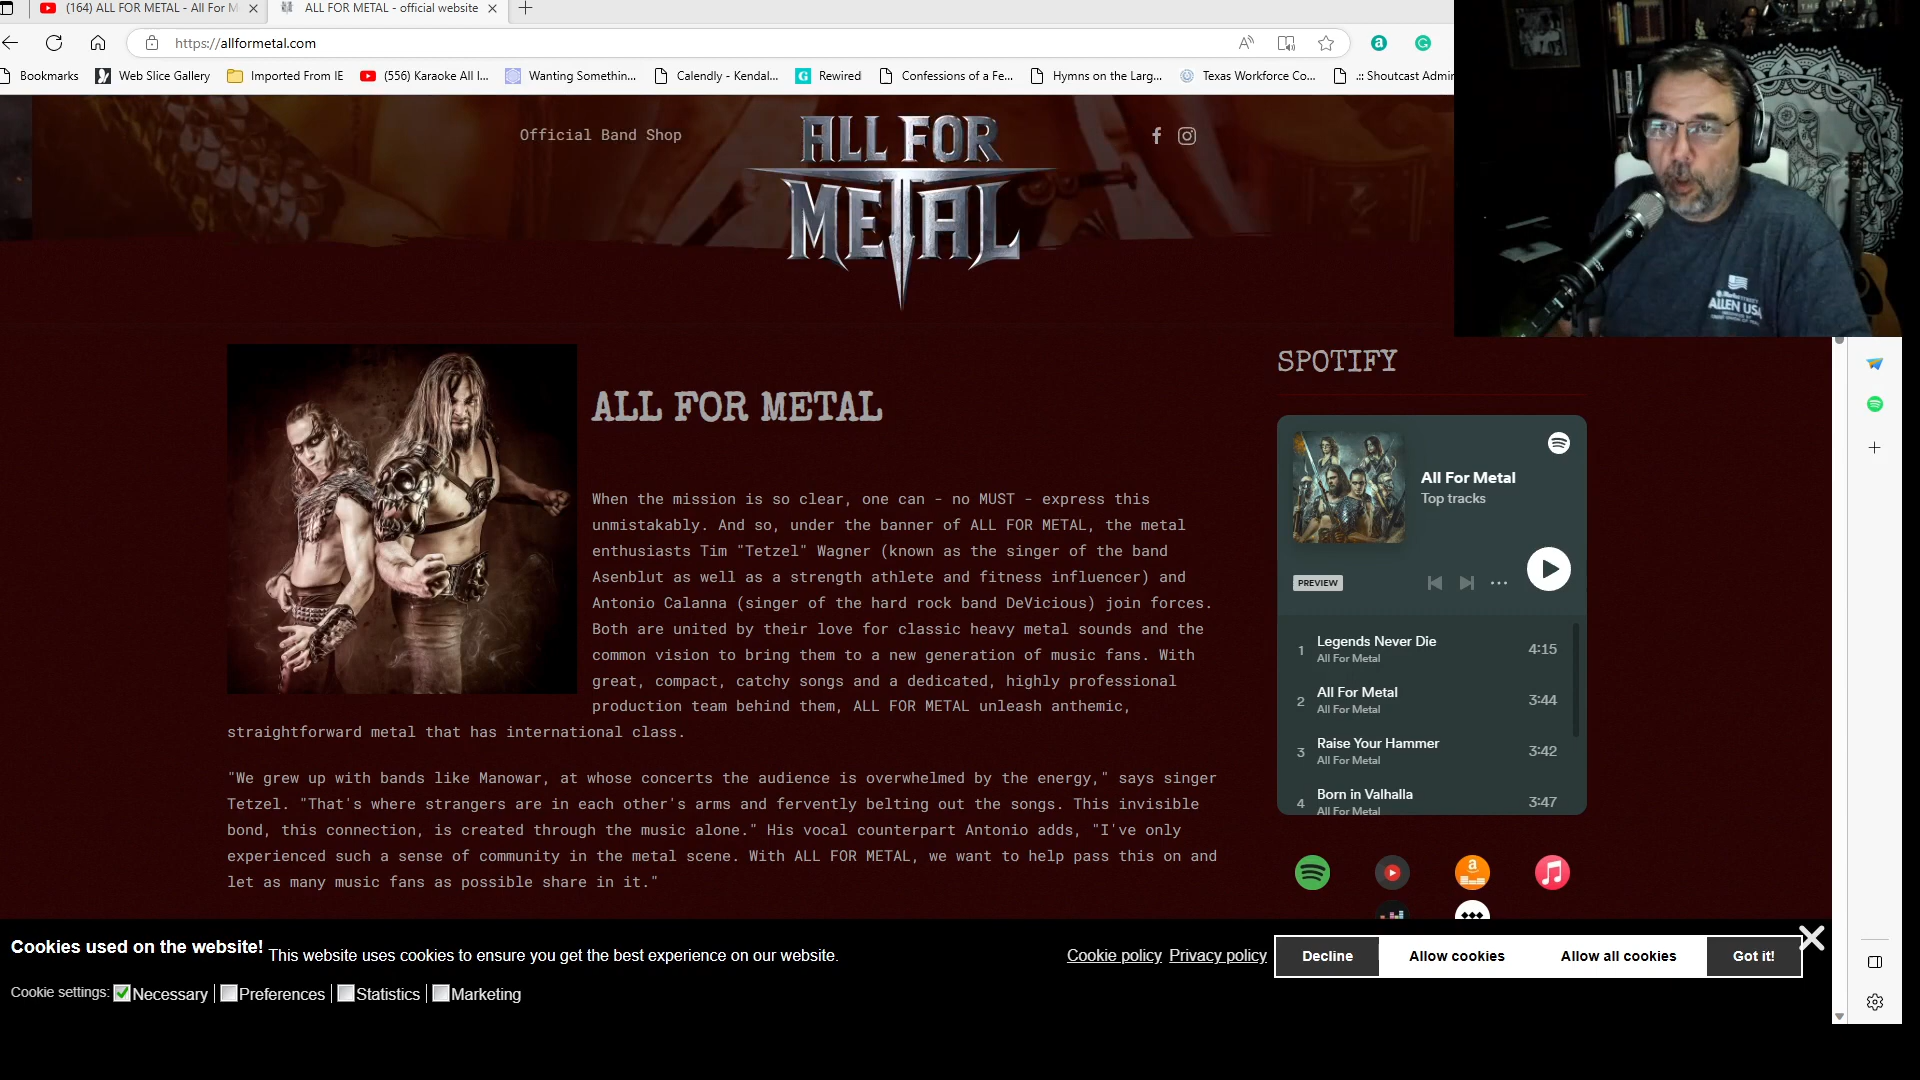 (164) ALL FOR METAL - All For M
ALL FOR METAL - official website
https://allformetal.com
Bookmarks
Web Slice Gallery
Imported From IE
(556) Karaoke All I...
Wanting Somethin...
Calendly - Kendal...
Rewired
Confessions of a Fe...
Hymns on the Larg...
Texas Workforce Co...
.:: Shoutcast Admin
Official Band Shop
ALL FOR
METAL
ALLEN USA
ALL FOR METAL
When the mission is so clear, one can - no MUST - express this
unmistakably. And so, under the banner of ALL FOR METAL, the metal
enthusiasts Tim "Tetzel" Wagner (known as the singer of the band
Asenblut as well as a strength athlete and fitness influencer) and
Antonio Calanna (singer of the hard rock band DeVicious) join forces.
Both are united by their love for classic heavy metal sounds and the
common vision to bring them to a new generation of music fans. With
great, compact, catchy songs and a dedicated, highly professional
production team behind them, ALL FOR METAL unleash anthemic,
straightforward metal that has international class.
"We grew up with bands like Manowar, at whose concerts the audience is overwhelmed by the energy," says singer
Tetzel. "That's where strangers are in each other's arms and fervently belting out the songs. This invisible
bond, this connection, is created through the music alone." His vocal counterpart Antonio adds, "I've only
experienced such a sense of community in the metal scene. With ALL FOR METAL, we want to help pass this on and
let as many music fans as possible share in it."
SPOTIFY
All For Metal
Top tracks
PREVIEW
1 Legends Never Die 4:15
All For Metal
2 All For Metal 3:44
All For Metal
3 Raise Your Hammer 3:42
All For Metal
4 Born in Valhalla 3:47
All For Metal
Cookies used on the website! This website uses cookies to ensure you get the best experience on our website.
Cookie policy Privacy policy
Decline
Allow cookies
Allow all cookies
Got it!
Cookie settings: Necessary Preferences Statistics Marketing